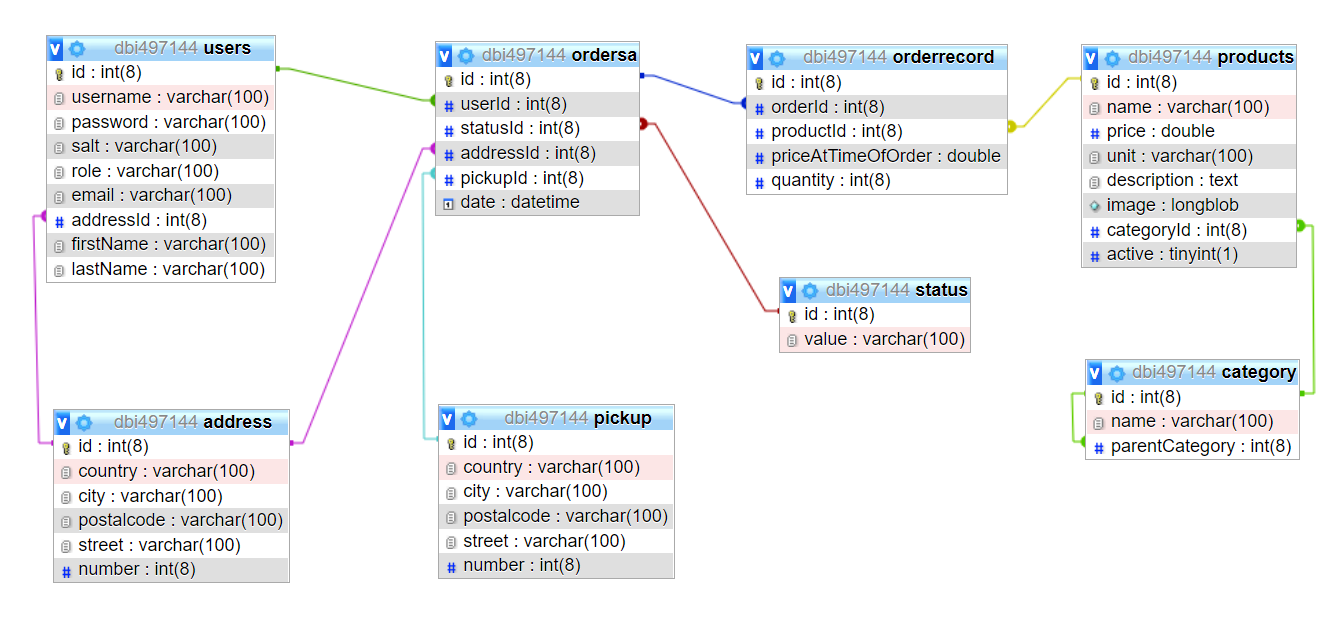 dbi497144 users
id : int(8)
username : varchar(100)
password : varchar(100)
salt : varchar(100)
role : varchar(100)
email : varchar(100)
addressId : int(8)
firstName : varchar(100)
lastName : varchar(100)
dbi497144 ordersa
id : int(8)
userId : int(8)
statusId : int(8)
addressId : int(8)
pickupId : int(8)
date : datetime
dbi497144 orderrecord
id : int(8)
orderId : int(8)
productId : int(8)
priceAtTimeOfOrder : double
quantity : int(8)
dbi497144 products
id : int(8)
name : varchar(100)
price : double
unit : varchar(100)
description : text
image : longblob
categoryId : int(8)
active : tinyint(1)
dbi497144 status
id : int(8)
value : varchar(100)
dbi497144 address
id : int(8)
country : varchar(100)
city : varchar(100)
postalcode : varchar(100)
street : varchar(100)
number : int(8)
dbi497144 pickup
id : int(8)
country : varchar(100)
city : varchar(100)
postalcode : varchar(100)
street : varchar(100)
number : int(8)
dbi497144 category
id : int(8)
name : varchar(100)
parentCategory : int(8)